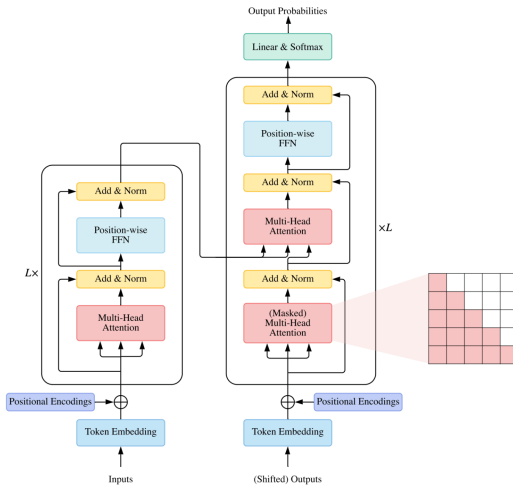 Output Probabilities
Linear & Softmax
Add & Norm
Position-wise
FFN
Add & Norm
Multi-Head
Attention
×L
Add & Norm
(Masked)
Multi-Head
Attention
Positional Encodings
Token Embedding
(Shifted) Outputs
Add & Norm
Position-wise
FFN
L×
Add & Norm
Multi-Head
Attention
Positional Encodings
Token Embedding
Inputs